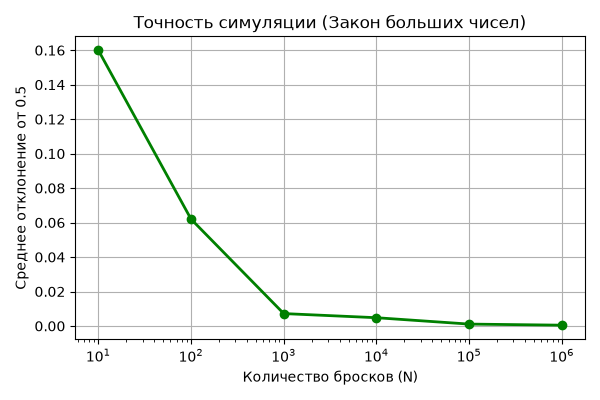 Точность симуляции (Закон больших чисел)
Среднее отклонение от 0.5
0.16
0.14
0.12
0.10
0.08
0.06
0.04
0.02
0.00
10¹ 10² 10³ 10⁴ 10⁵ 10⁶
Количество бросков (N)